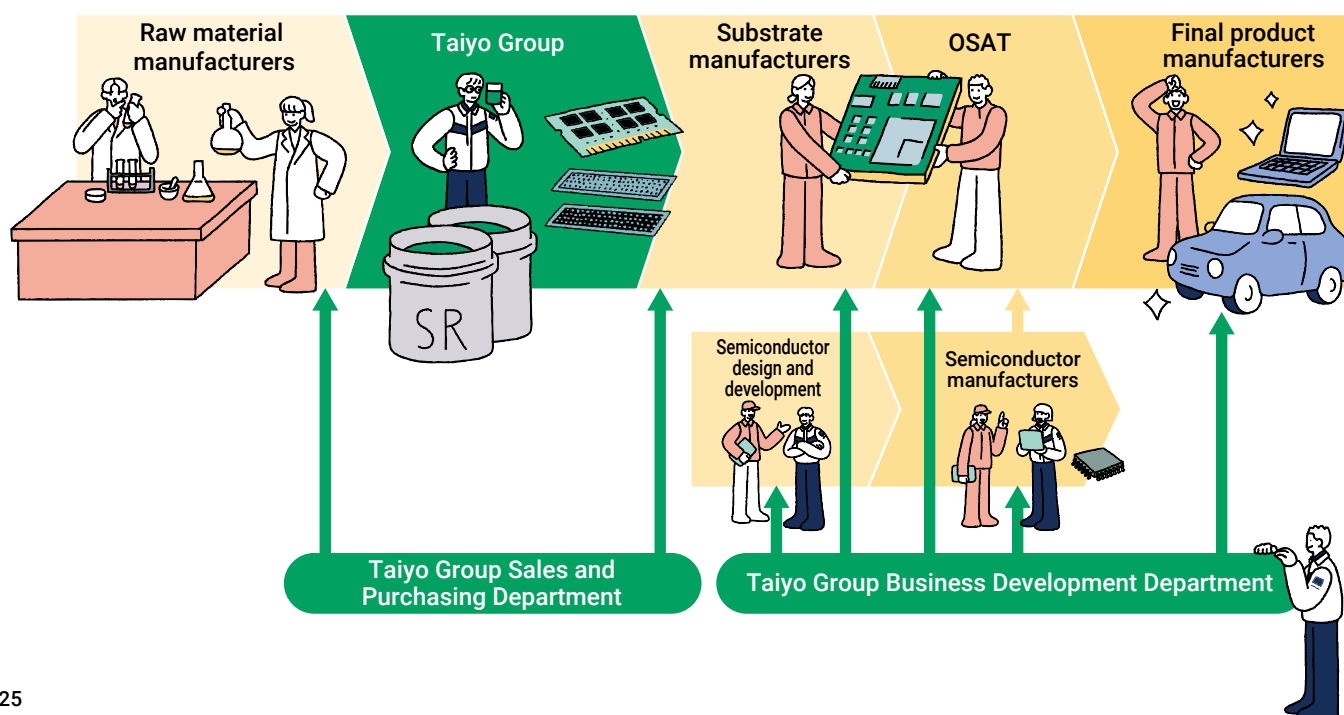 Raw material
manufacturers
Taiyo Group
Substrate
manufacturers
OSAT
Final product
manufacturers
SR
Semiconductor
design and
development
Semiconductor
manufacturers
Taiyo Group Sales and
Purchasing Department
Taiyo Group Business Development Department
25